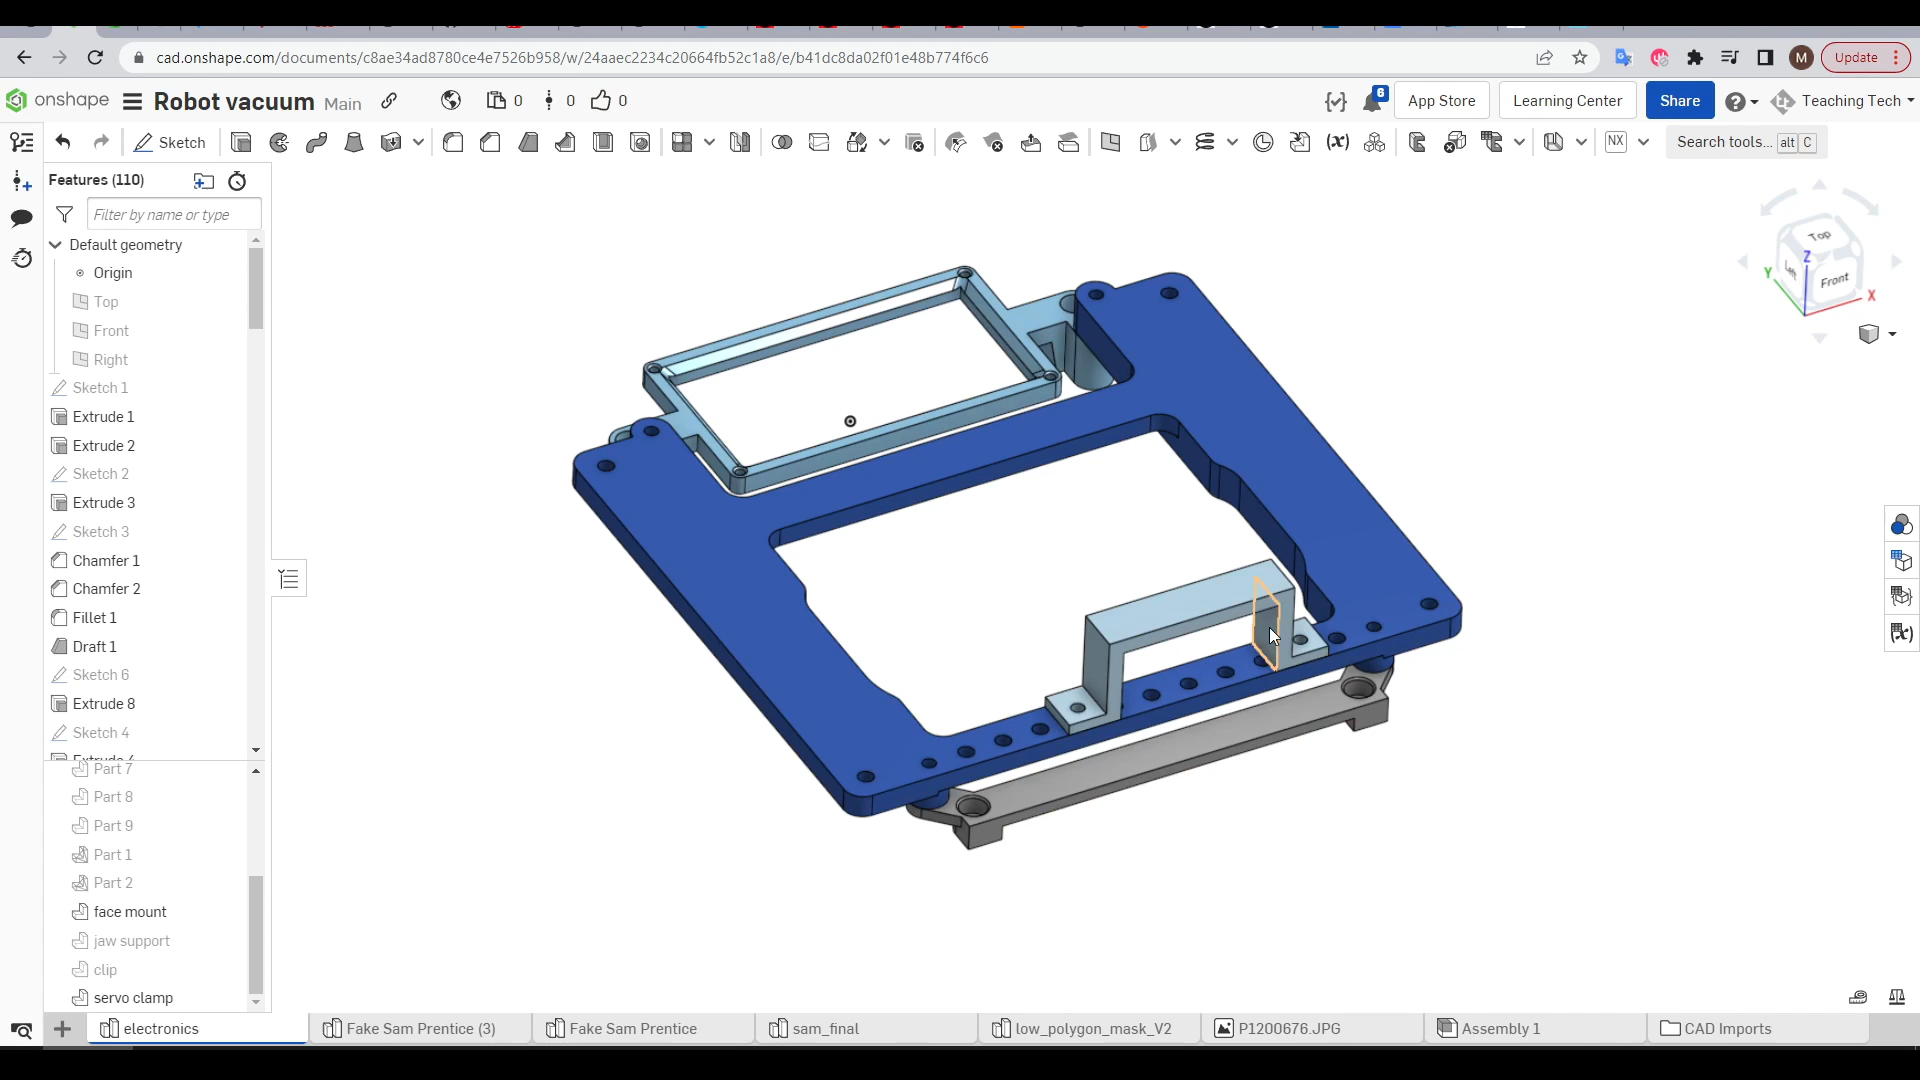 cad.onshape.com/documents/c8ae34ad8780ce4e7526b958/w/24aaec2234c20664fb52c1a8/e/b41dc8da02f01e48b774f6c6
M
Update
onshape
Robot vacuum Main
0
0
0
6
App Store
Learning Center
Share
Teaching Tech
Sketch
NX
Search tools... alt C
Features (110)
Filter by name or type
Default geometry
Origin
Top
Front
Right
Sketch 1
Extrude 1
Extrude 2
Sketch 2
Extrude 3
Sketch 3
Chamfer 1
Chamfer 2
Fillet 1
Draft 1
Sketch 6
Extrude 8
Sketch 4
Extrude 4
Part 7
Part 8
Part 9
Part 1
Part 2
face mount
jaw support
clip
servo clamp
Top
Z
Y
Left
Front
X
electronics
Fake Sam Prentice (3)
Fake Sam Prentice
sam_final
low_polygon_mask_V2
P1200676.JPG
Assembly 1
CAD Imports